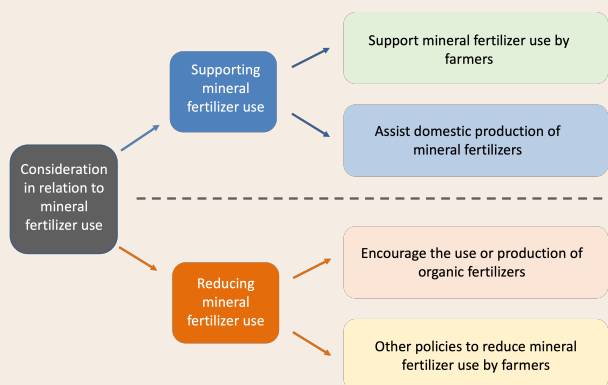 Support mineral fertilizer use by
farmers
Supporting
mineral
fertilizer use
Assist domestic production of
mineral fertilizers
Consideration
in relation to
mineral
fertilizer use
Encourage the use or production of
organic fertilizers
Reducing
mineral
fertilizer use
Other policies to reduce mineral
fertilizer use by farmers